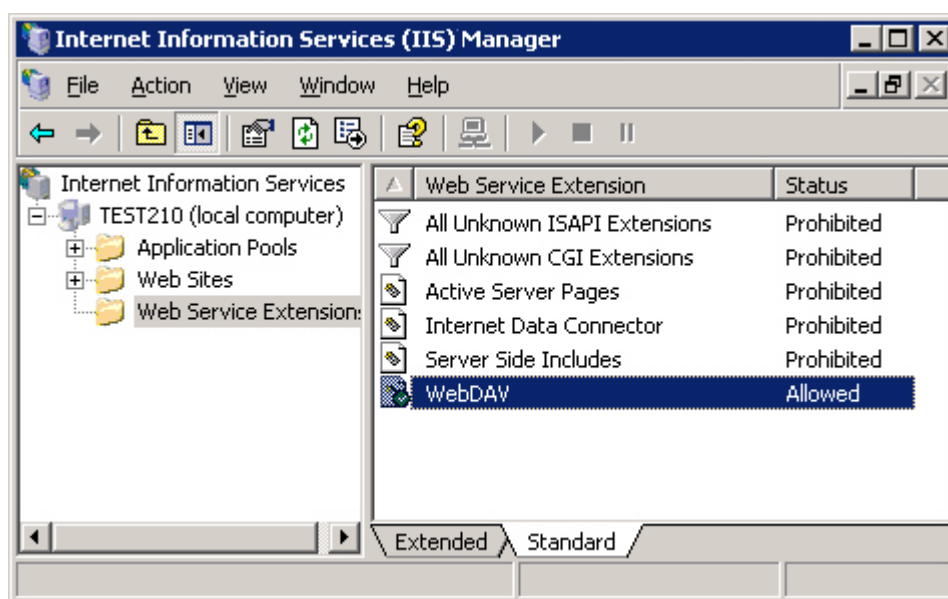 Internet Information Services (IIS) Manager
File Action View Window Help
Internet Information Services
TEST210 (local computer)
Application Pools
Web Sites
Web Service Extension
Web Service Extension Status
All Unknown ISAPI Extensions Prohibited
All Unknown CGI Extensions Prohibited
Active Server Pages Prohibited
Internet Data Connector Prohibited
Server Side Includes Prohibited
WebDAV Allowed
Extended Standard